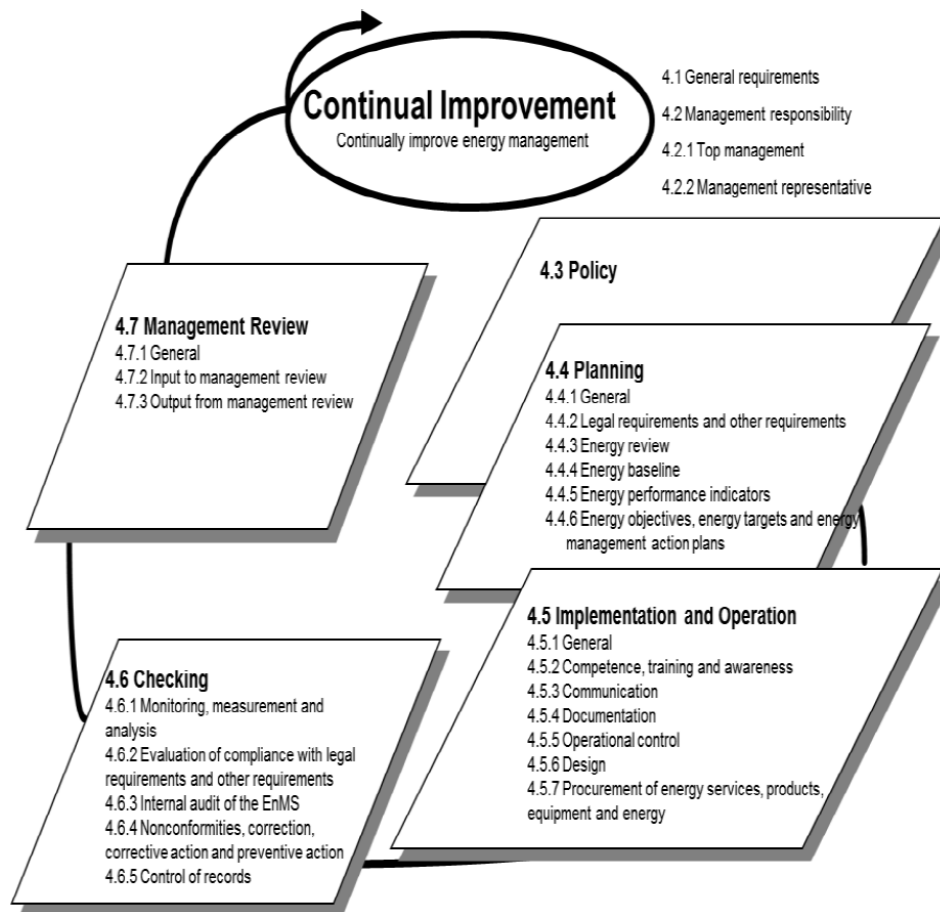 Continual Improvement
Continually improve energy management
4.1 General requirements
4.2 Management responsibility
4.2.1 Top management
4.2.2 Management representative
4.3 Policy
4.4 Planning
4.4.1 General
4.4.2 Legal requirements and other requirements
4.4.3 Energy review
4.4.4 Energy baseline
4.4.5 Energy performance indicators
4.4.6 Energy objectives, energy targets and energy
management action plans
4.5 Implementation and Operation
4.5.1 General
4.5.2 Competence, training and awareness
4.5.3 Communication
4.5.4 Documentation
4.5.5 Operational control
4.5.6 Design
4.5.7 Procurement of energy services, products,
equipment and energy
4.6 Checking
4.6.1 Monitoring, measurement and
analysis
4.6.2 Evaluation of compliance with legal
requirements and other requirements
4.6.3 Internal audit of the EnMS
4.6.4 Nonconformities, correction,
corrective action and preventive action
4.6.5 Control of records
4.7 Management Review
4.7.1 General
4.7.2 Input to management review
4.7.3 Output from management review